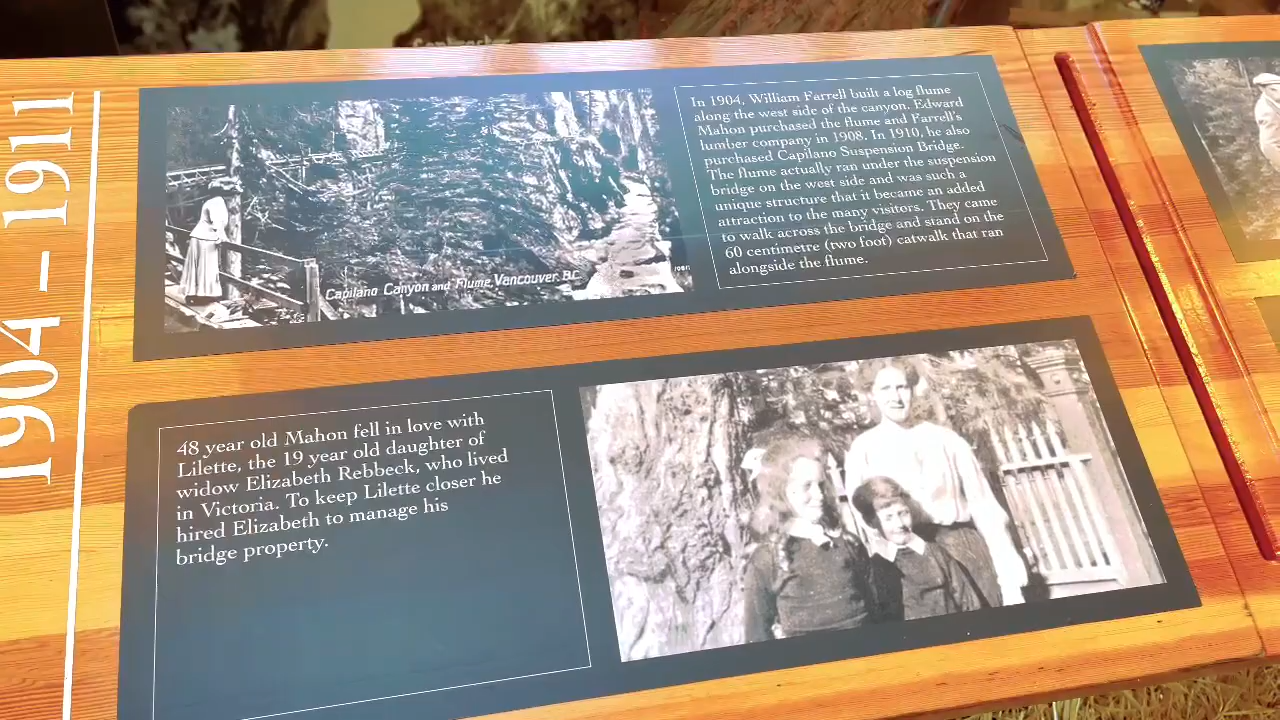 1904 – 1911
Capilano Canyon and Flume, Vancouver, B.C.
In 1904, William Farrell built a log flume
along the west side of the canyon. Edward
Mahon purchased the flume and Farrell's
lumber company in 1908. In 1910, he also
purchased Capilano Suspension Bridge.
The flume actually ran under the suspension
bridge on the west side and was such a
unique structure that it became an added
attraction to the many visitors. They came
to walk across the bridge and stand on the
60 centimetre (two foot) catwalk that ran
alongside the flume.
48 year old Mahon fell in love with
Lilette, the 19 year old daughter of
widow Elizabeth Rebbeck, who lived
in Victoria. To keep Lilette closer he
hired Elizabeth to manage his
bridge property.